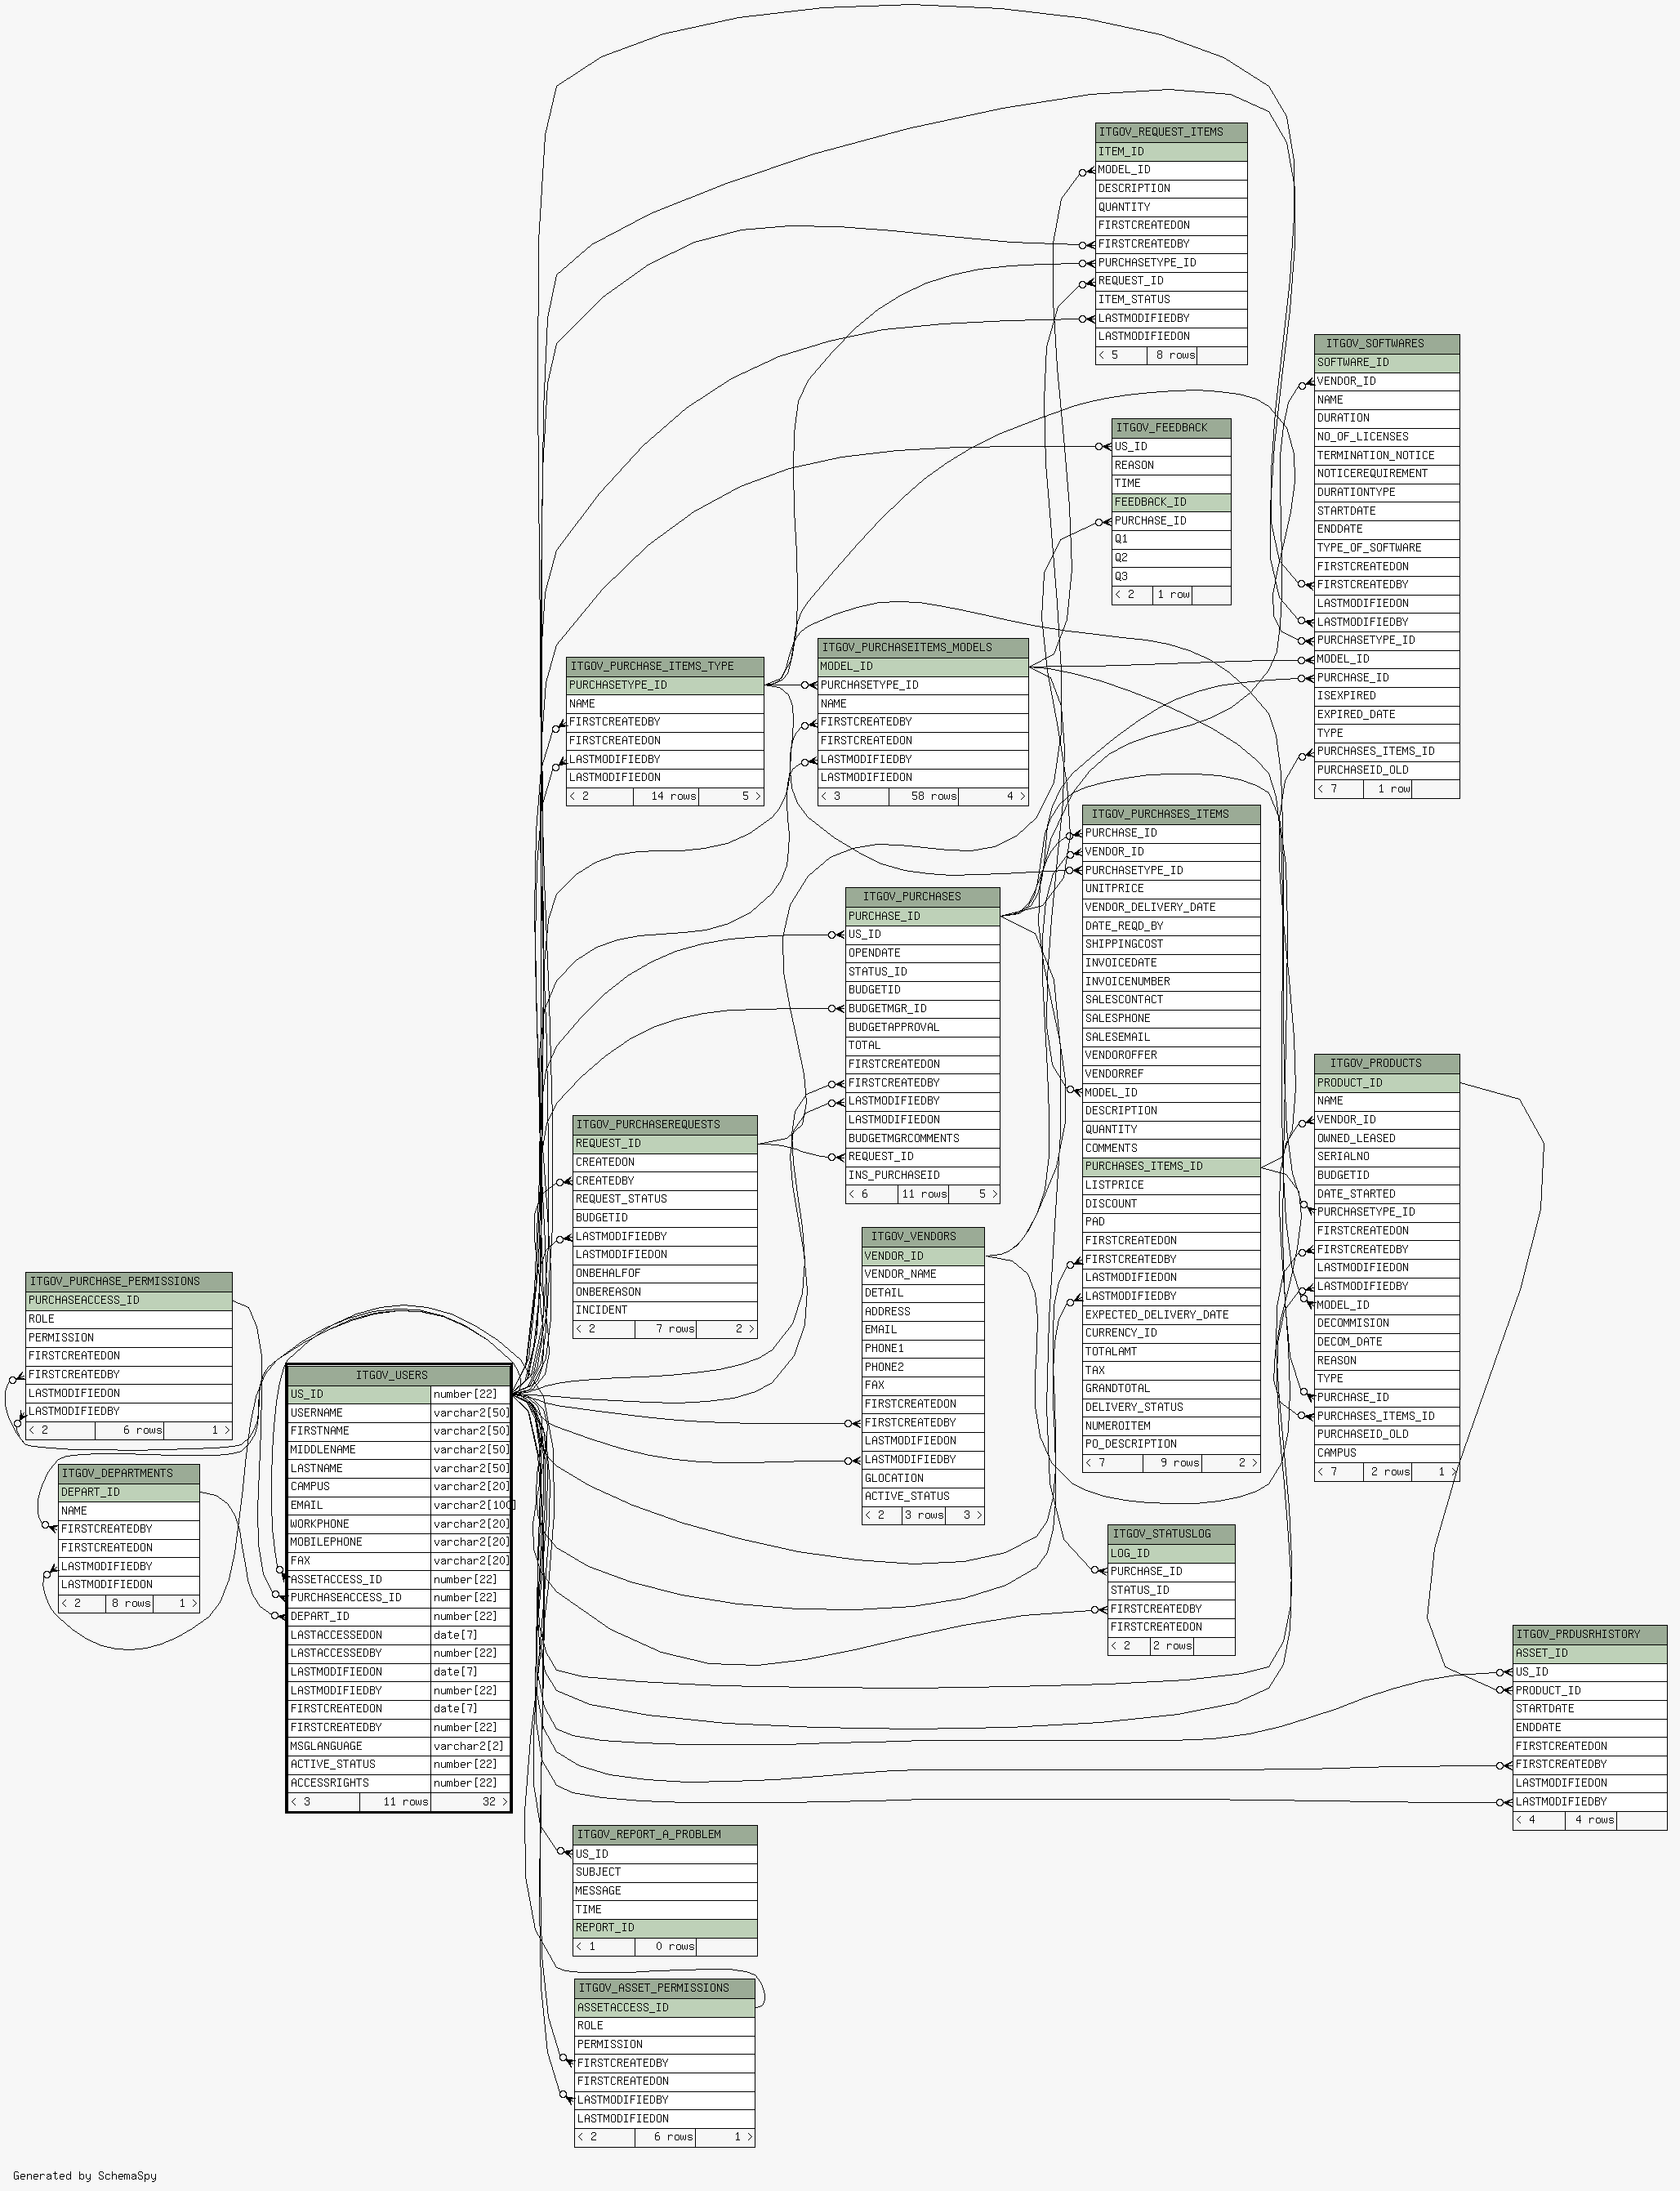 ITGOV_REQUEST_ITEMS
ITEM_ID
MODEL_ID
DESCRIPTION
QUANTITY
FIRSTCREATEDON
FIRSTCREATEDBY
PURCHASETYPE_ID
REQUEST_ID
ITEM_STATUS
LASTMODIFIEDBY
LASTMODIFIEDON
< 5 8 rows
ITGOV_SOFTWARES
SOFTWARE_ID
VENDOR_ID
NAME
DURATION
NO_OF_LICENSES
TERMINATION_NOTICE
NOTICEREQUIREMENT
DURATIONTYPE
STARTDATE
ENDDATE
TYPE_OF_SOFTWARE
FIRSTCREATEDON
FIRSTCREATEDBY
LASTMODIFIEDON
LASTMODIFIEDBY
PURCHASETYPE_ID
MODEL_ID
PURCHASE_ID
ISEXPIRED
EXPIRED_DATE
TYPE
PURCHASES_ITEMS_ID
PURCHASEID_OLD
< 7 1 row
ITGOV_FEEDBACK
US_ID
REASON
TIME
FEEDBACK_ID
PURCHASE_ID
Q1
Q2
Q3
< 2 1 row
ITGOV_PURCHASE_ITEMS_TYPE
PURCHASETYPE_ID
NAME
FIRSTCREATEDBY
FIRSTCREATEDON
LASTMODIFIEDBY
LASTMODIFIEDON
< 2 14 rows 5 >
ITGOV_PURCHASEITEMS_MODELS
MODEL_ID
PURCHASETYPE_ID
NAME
FIRSTCREATEDBY
FIRSTCREATEDON
LASTMODIFIEDBY
LASTMODIFIEDON
< 3 58 rows 4 >
ITGOV_PURCHASES_ITEMS
PURCHASE_ID
VENDOR_ID
PURCHASETYPE_ID
UNITPRICE
VENDOR_DELIVERY_DATE
DATE_REQD_BY
SHIPPINGCOST
INVOICEDATE
INVOICENUMBER
SALESCONTACT
SALESPHONE
SALESEMAIL
VENDOROFFER
VENDORREF
MODEL_ID
DESCRIPTION
QUANTITY
COMMENTS
PURCHASES_ITEMS_ID
LISTPRICE
DISCOUNT
PAD
FIRSTCREATEDON
FIRSTCREATEDBY
LASTMODIFIEDON
LASTMODIFIEDBY
EXPECTED_DELIVERY_DATE
CURRENCY_ID
TOTALAMT
TAX
GRANDTOTAL
DELIVERY_STATUS
NUMEROITEM
PO_DESCRIPTION
< 7 9 rows 2 >
ITGOV_PURCHASES
PURCHASE_ID
US_ID
OPENDATE
STATUS_ID
BUDGETID
BUDGETMGR_ID
BUDGETAPPROVAL
TOTAL
FIRSTCREATEDON
FIRSTCREATEDBY
LASTMODIFIEDBY
LASTMODIFIEDON
BUDGETMGRCOMMENTS
REQUEST_ID
INS_PURCHASEID
< 6 11 rows 5 >
ITGOV_PRODUCTS
PRODUCT_ID
NAME
VENDOR_ID
OWNED_LEASED
SERIALNO
BUDGETID
DATE_STARTED
PURCHASETYPE_ID
FIRSTCREATEDON
FIRSTCREATEDBY
LASTMODIFIEDON
LASTMODIFIEDBY
MODEL_ID
DECOMMISION
DECOM_DATE
REASON
TYPE
PURCHASE_ID
PURCHASES_ITEMS_ID
PURCHASEID_OLD
CAMPUS
< 7 2 rows 1 >
ITGOV_PURCHASEREQUESTS
REQUEST_ID
CREATEDON
CREATEDBY
REQUEST_STATUS
BUDGETID
LASTMODIFIEDBY
LASTMODIFIEDON
ONBEHALFOF
ONBEREASON
INCIDENT
< 2 7 rows 2 >
ITGOV_VENDORS
VENDOR_ID
VENDOR_NAME
DETAIL
ADDRESS
EMAIL
PHONE1
PHONE2
FAX
FIRSTCREATEDON
FIRSTCREATEDBY
LASTMODIFIEDON
LASTMODIFIEDBY
GLOCATION
ACTIVE_STATUS
< 2 3 rows 3 >
ITGOV_PURCHASE_PERMISSIONS
PURCHASEACCESS_ID
ROLE
PERMISSION
FIRSTCREATEDON
FIRSTCREATEDBY
LASTMODIFIEDON
LASTMODIFIEDBY
< 2 6 rows 1 >
ITGOV_DEPARTMENTS
DEPART_ID
NAME
FIRSTCREATEDBY
FIRSTCREATEDON
LASTMODIFIEDBY
LASTMODIFIEDON
< 2 8 rows 1 >
ITGOV_USERS
US_ID number[22]
USERNAME varchar2[50]
FIRSTNAME varchar2[50]
MIDDLENAME varchar2[50]
LASTNAME varchar2[50]
CAMPUS varchar2[20]
EMAIL varchar2[100]
WORKPHONE varchar2[20]
MOBILEPHONE varchar2[20]
FAX varchar2[20]
ASSETACCESS_ID number[22]
PURCHASEACCESS_ID number[22]
DEPART_ID number[22]
LASTACCESSEDON date[7]
LASTACCESSEDBY number[22]
LASTMODIFIEDON date[7]
LASTMODIFIEDBY number[22]
FIRSTCREATEDON date[7]
FIRSTCREATEDBY number[22]
MSGLANGUAGE varchar2[2]
ACTIVE_STATUS number[22]
ACCESSRIGHTS number[22]
< 3 11 rows 32 >
ITGOV_STATUSLOG
LOG_ID
PURCHASE_ID
STATUS_ID
FIRSTCREATEDBY
FIRSTCREATEDON
< 2 2 rows
ITGOV_PRDUSRHISTORY
ASSET_ID
US_ID
PRODUCT_ID
STARTDATE
ENDDATE
FIRSTCREATEDON
FIRSTCREATEDBY
LASTMODIFIEDON
LASTMODIFIEDBY
< 4 4 rows
ITGOV_REPORT_A_PROBLEM
US_ID
SUBJECT
MESSAGE
TIME
REPORT_ID
< 1 0 rows
ITGOV_ASSET_PERMISSIONS
ASSETACCESS_ID
ROLE
PERMISSION
FIRSTCREATEDBY
FIRSTCREATEDON
LASTMODIFIEDBY
LASTMODIFIEDON
< 2 6 rows 1 >
Generated by SchemaSpy